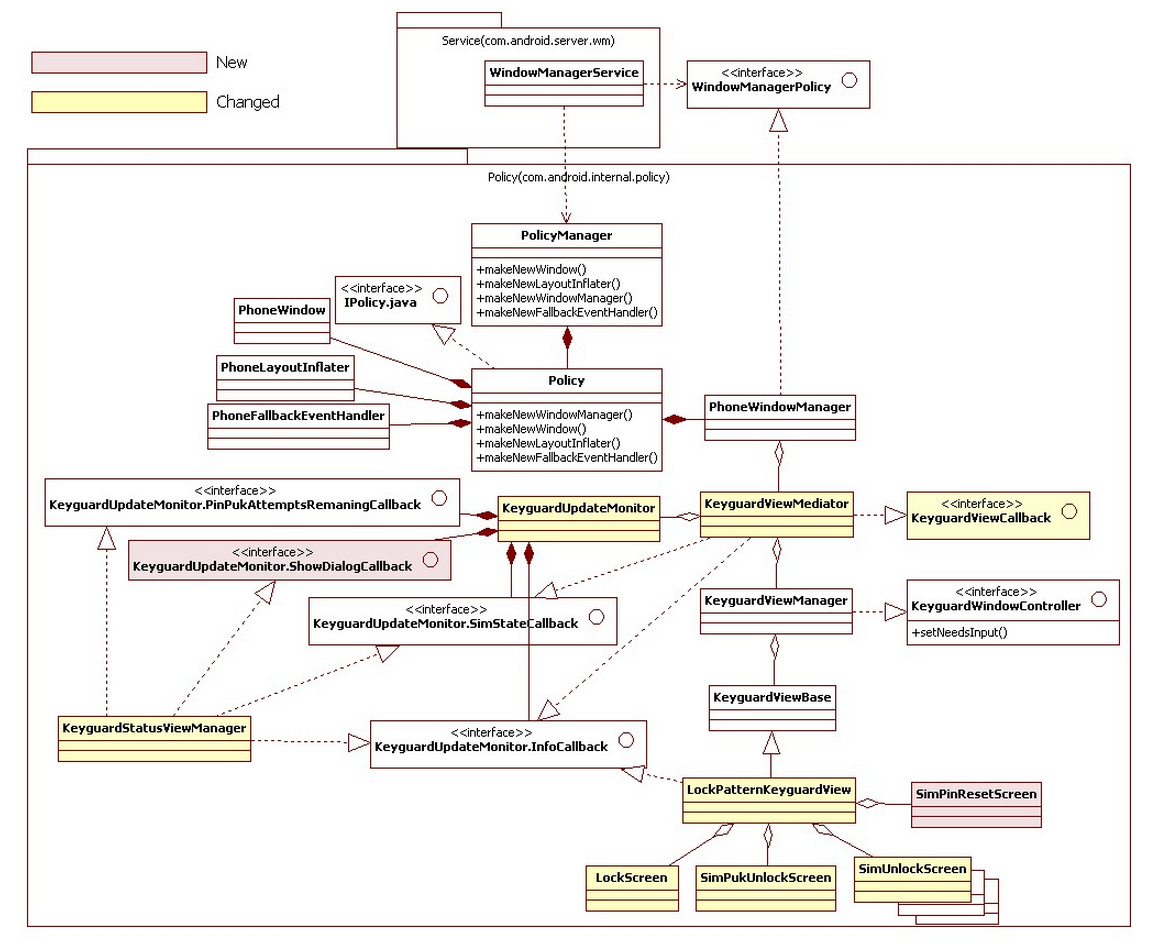 Service(com.android.server.wm)
New
WindowManagerService
<<interface>>
WindowManagerPolicy
Changed
Policy(com.android.internal.policy)
PolicyManager
+makeNewWindow()
+makeNewLayoutInflater()
+makeNewWindowManager()
+makeNewFallbackEventHandler()
<<interface>>
IPolicy.java
PhoneWindow
PhoneLayoutInflater
Policy
+makeNewWindowManager()
+makeNewWindow()
+makeNewLayoutInflater()
+makeNewFallbackEventHandler()
PhoneFallbackEventHandler
PhoneWindowManager
<<interface>>
KeyguardUpdateMonitor.PinPukAttemptsRemaningCallback
KeyguardUpdateMonitor
KeyguardViewMediator
<<interface>>
KeyguardViewCallback
<<interface>>
KeyguardUpdateMonitor.ShowDialogCallback
<<interface>>
KeyguardUpdateMonitor.SimStateCallback
KeyguardViewManager
<<interface>>
KeyguardWindowController
+setNeedsInput()
KeyguardViewBase
KeyguardStatusViewManager
<<interface>>
KeyguardUpdateMonitor.InfoCallback
LockPatternKeyguardView
SimPinResetScreen
LockScreen
SimPukUnlockScreen
SimUnlockScreen